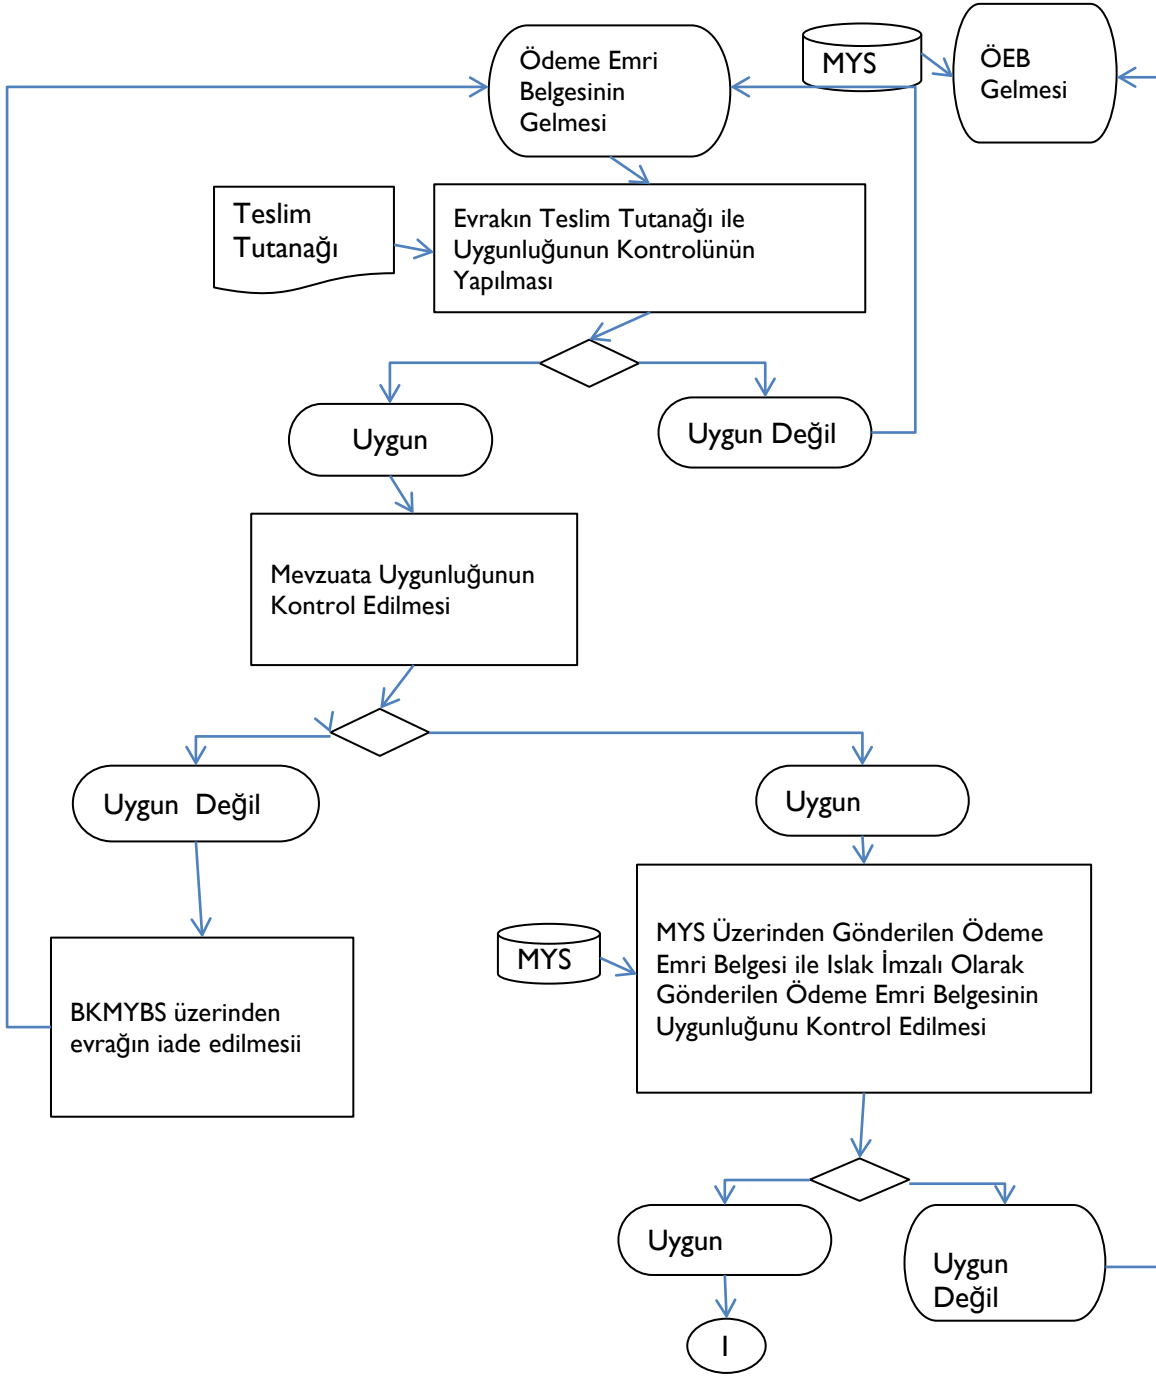 Ödeme Emri
Belgesinin
Gelmesi
MYS
ÖEB
Gelmesi
Teslim
Tutanağı
Evrakın Teslim Tutanağı ile
Uygunluğunun Kontrolünün
Yapılması
Uygun
Uygun Değil
Mevzuata Uygunluğunun
Kontrol Edilmesi
Uygun Değil
Uygun
MYS
MYS Üzerinden Gönderilen Ödeme
Emri Belgesi ile Islak İmzalı Olarak
Gönderilen Ödeme Emri Belgesinin
Uygunluğunu Kontrol Edilmesi
BKMYBS üzerinden
evrağın iade edilmesii
Uygun
Uygun
Değil
I